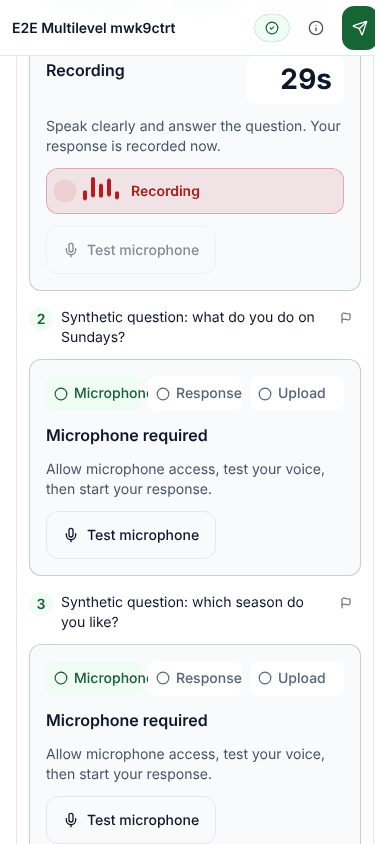 E2E Multilevel mwk9ctrt
Recording
29s
Speak clearly and answer the question. Your
response is recorded now.
Recording
Test microphone
2
Synthetic question: what do you do on
Sundays?
Microphone
Response
Upload
Microphone required
Allow microphone access, test your voice,
then start your response.
Test microphone
3
Synthetic question: which season do
you like?
Microphone
Response
Upload
Microphone required
Allow microphone access, test your voice,
then start your response.
Test microphone